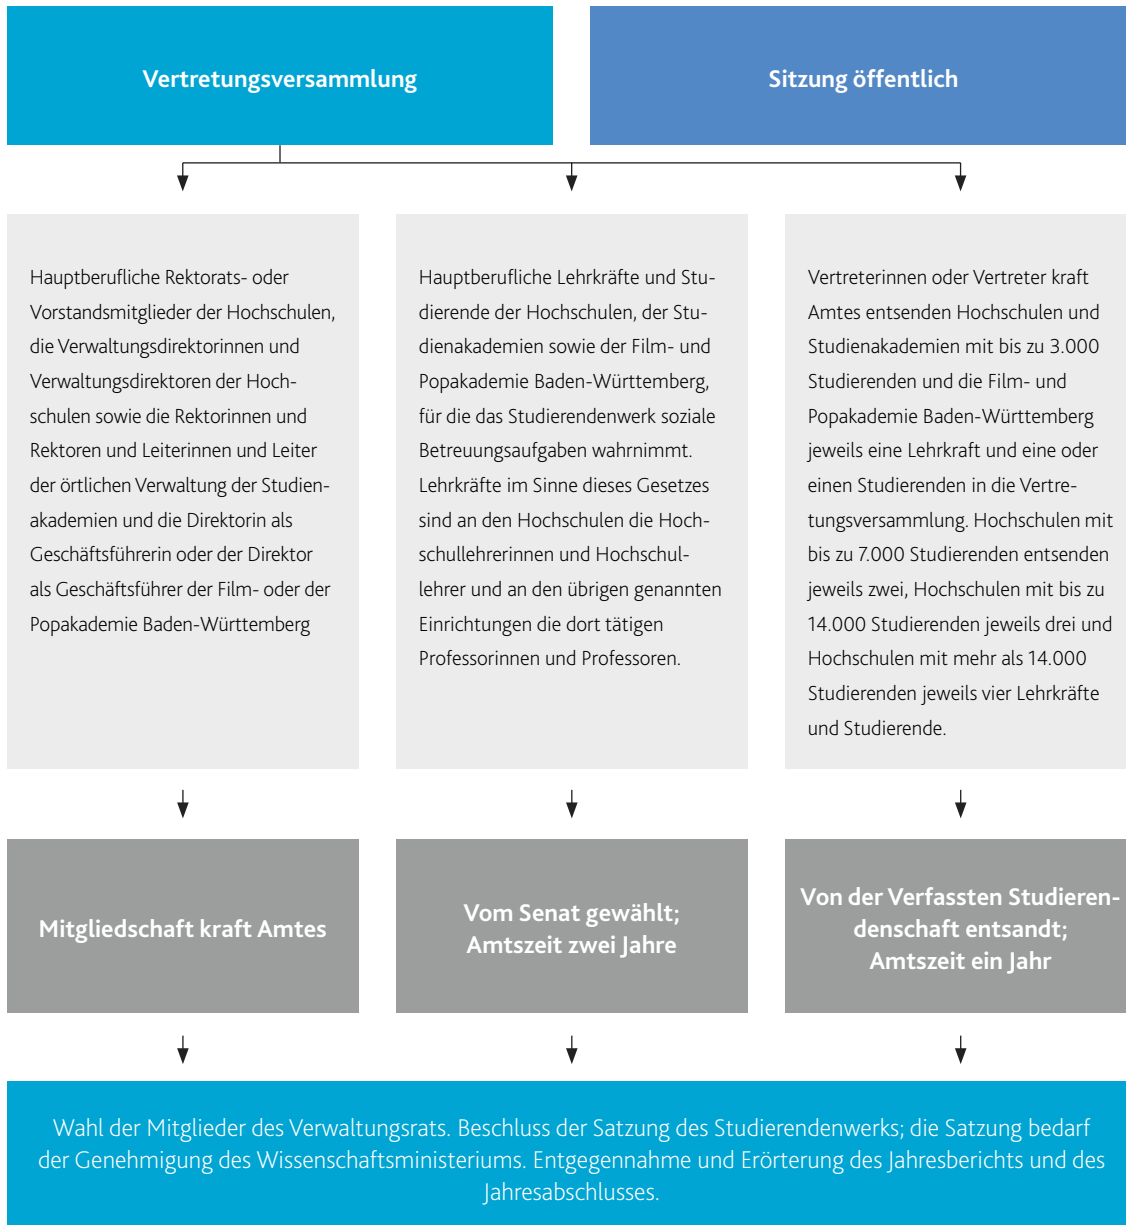 Vertretungsversammlung
Sitzung öffentlich
Hauptberufliche Rektorats- oder
Vorstandsmitglieder der Hochschulen,
die Verwaltungsdirektorinnen und
Verwaltungsdirektoren der Hoch-
schulen sowie die Rektorinnen und
Rektoren und Leiterinnen und Leiter
der örtlichen Verwaltung der Studien-
akademien und die Direktorin als
Geschäftsführerin oder der Direktor
als Geschäftsführer der Film- oder der
Popakademie Baden-Württemberg
Hauptberufliche Lehrkräfte und Stu-
dierende der Hochschulen, der Stu-
dienakademien sowie der Film- und
Popakademie Baden-Württemberg,
für die das Studierendenwerk soziale
Betreuungsaufgaben wahrnimmt.
Lehrkräfte im Sinne dieses Gesetzes
sind an den Hochschulen die Hoch-
schullehrerinnen und Hochschul-
lehrer und an den übrigen genannten
Einrichtungen die dort tätigen
Professorinnen und Professoren.
Vertreterinnen oder Vertreter kraft
Amtes entsenden Hochschulen und
Studienakademien mit bis zu 3.000
Studierenden und die Film- und
Popakademie Baden-Württemberg
jeweils eine Lehrkraft und eine oder
einen Studierenden in die Vertre-
tungsversammlung. Hochschulen mit
bis zu 7.000 Studierenden entsenden
jeweils zwei, Hochschulen mit bis zu
14.000 Studierenden jeweils drei und
Hochschulen mit mehr als 14.000
Studierenden jeweils vier Lehrkräfte
und Studierende.
Mitgliedschaft kraft Amtes
Vom Senat gewählt;
Amtszeit zwei Jahre
Von der Verfassten Studieren-
denschaft entsandt;
Amtszeit ein Jahr
Wahl der Mitglieder des Verwaltungsrats. Beschluss der Satzung des Studierendenwerks; die Satzung bedarf
der Genehmigung des Wissenschaftsministeriums. Entgegennahme und Erörterung des Jahresberichts und des
Jahresabschlusses.